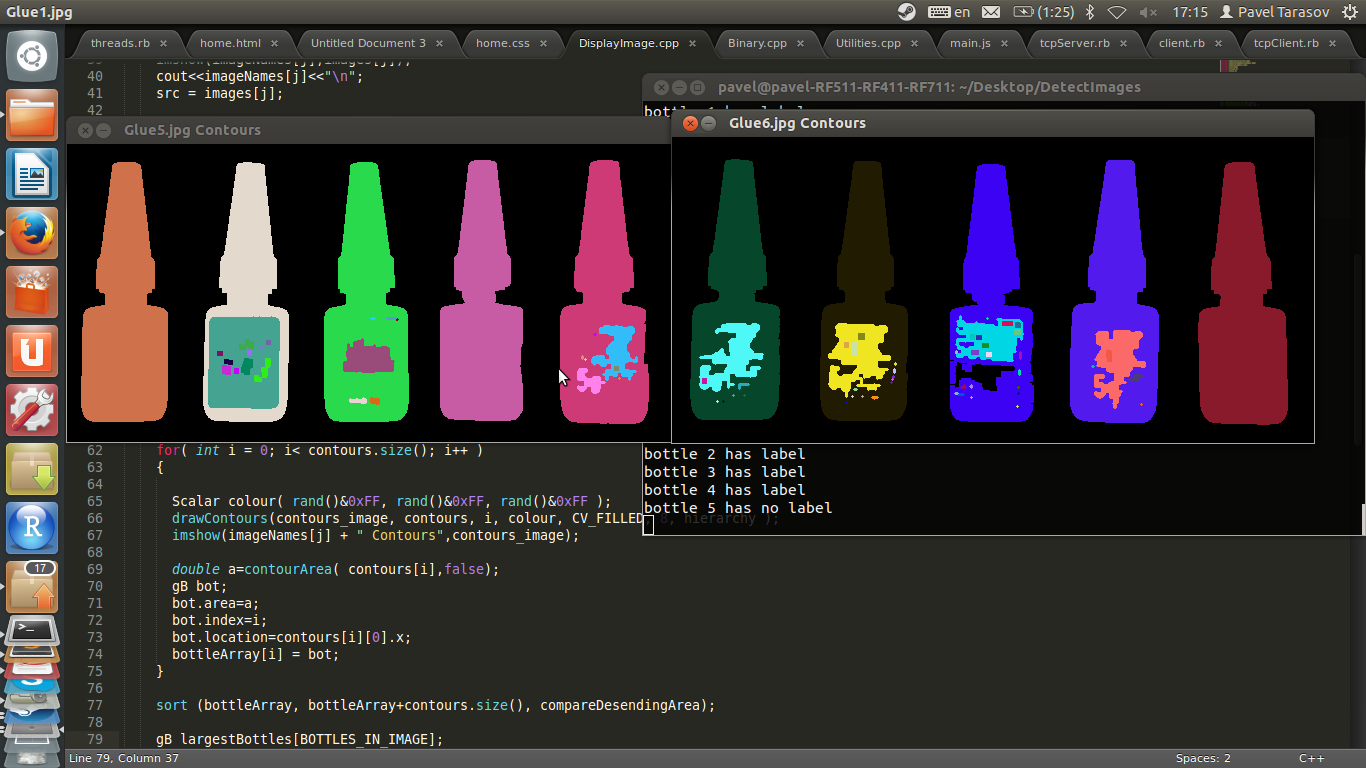 Glue1.jpg
en
(1:25)
17:15
Pavel Tarasov
threads.rb
home.html
Untitled Document 3
home.css
DisplayImage.cpp
Binary.cpp
Utilities.cpp
main.js
tcpServer.rb
client.rb
tcpClient.rb
40 cout<<imageNames[j]<<"\n";
41 src = images[j];
42
pavel@pavel-RF511-RF411-RF711: ~/Desktop/DetectImages
Glue5.jpg Contours
Glue6.jpg Contours
62 for( int i = 0; i< contours.size(); i++ )
63 {
64
65 Scalar colour( rand()&0xFF, rand()&0xFF, rand()&0xFF );
66 drawContours(contours_image, contours, i, colour, CV_FILLED, 8, hierarchy );
67 imshow(imageNames[j] + " Contours",contours_image);
68
69 double a=contourArea( contours[i],false);
70 gB bot;
71 bot.area=a;
72 bot.index=i;
73 bot.location=contours[i][0].x;
74 bottleArray[i] = bot;
75 }
76
77 sort (bottleArray, bottleArray+contours.size(), compareDesendingArea);
78
79 gB largestBottles[BOTTLES_IN_IMAGE];
bottle 2 has label
bottle 3 has label
bottle 4 has label
bottle 5 has no label
17
Line 79, Column 37
Spaces: 2
C++